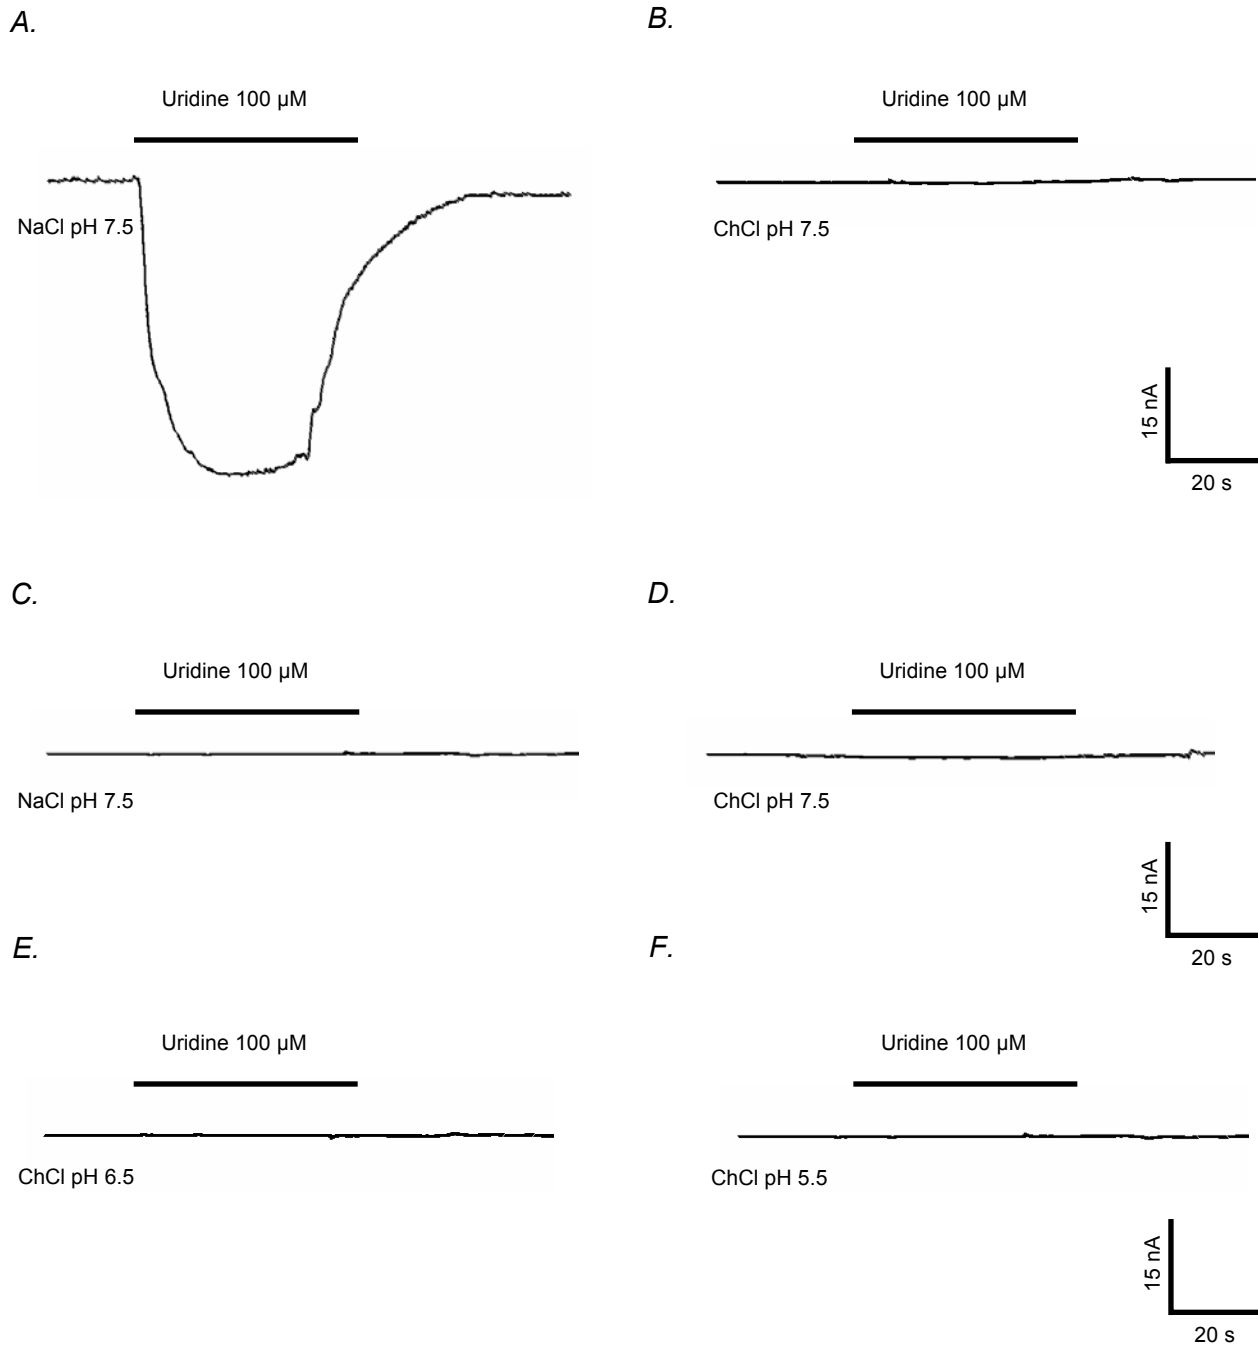 A.
B.
Uridine 100 µM
Uridine 100 µM
NaCl pH 7.5
ChCl pH 7.5
15 nA
20 s
C.
D.
Uridine 100 µM
Uridine 100 µM
NaCl pH 7.5
ChCl pH 7.5
15 nA
20 s
E.
F.
Uridine 100 µM
Uridine 100 µM
ChCl pH 6.5
ChCl pH 5.5
15 nA
20 s